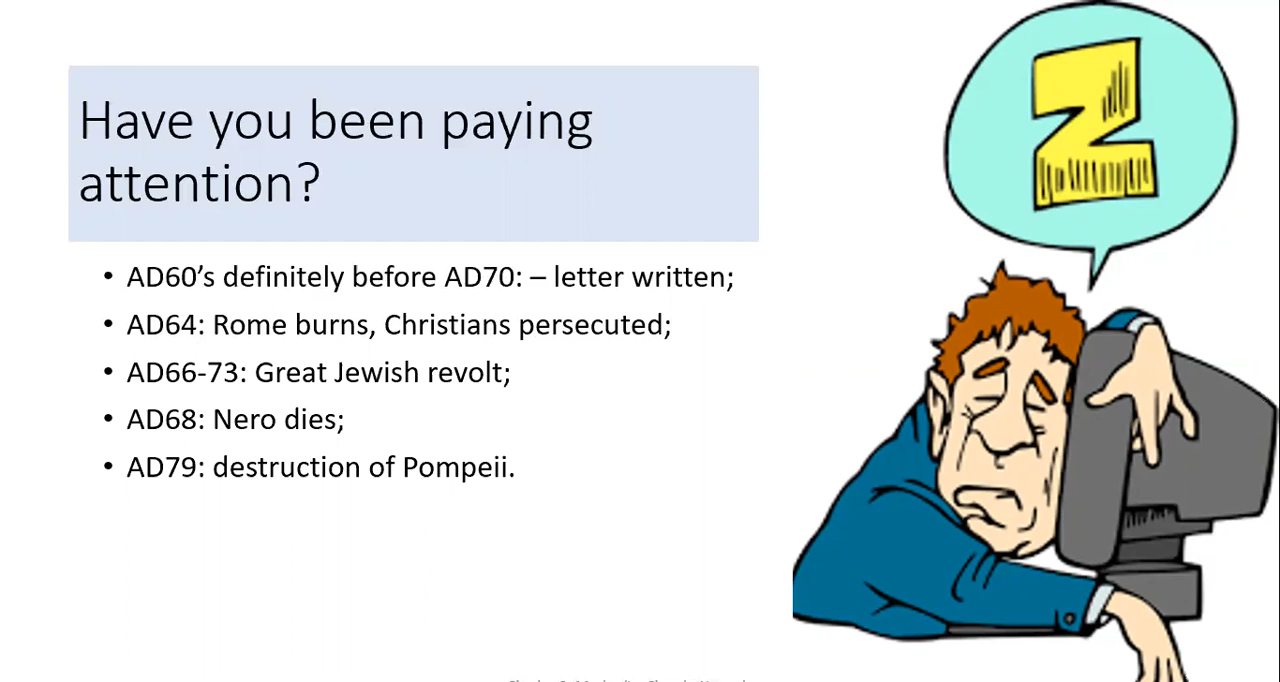 Z
Have you been paying
attention?
• AD60’s definitely before AD70: – letter written;
• AD64: Rome burns, Christians persecuted;
• AD66-73: Great Jewish revolt;
• AD68: Nero dies;
• AD79: destruction of Pompeii.